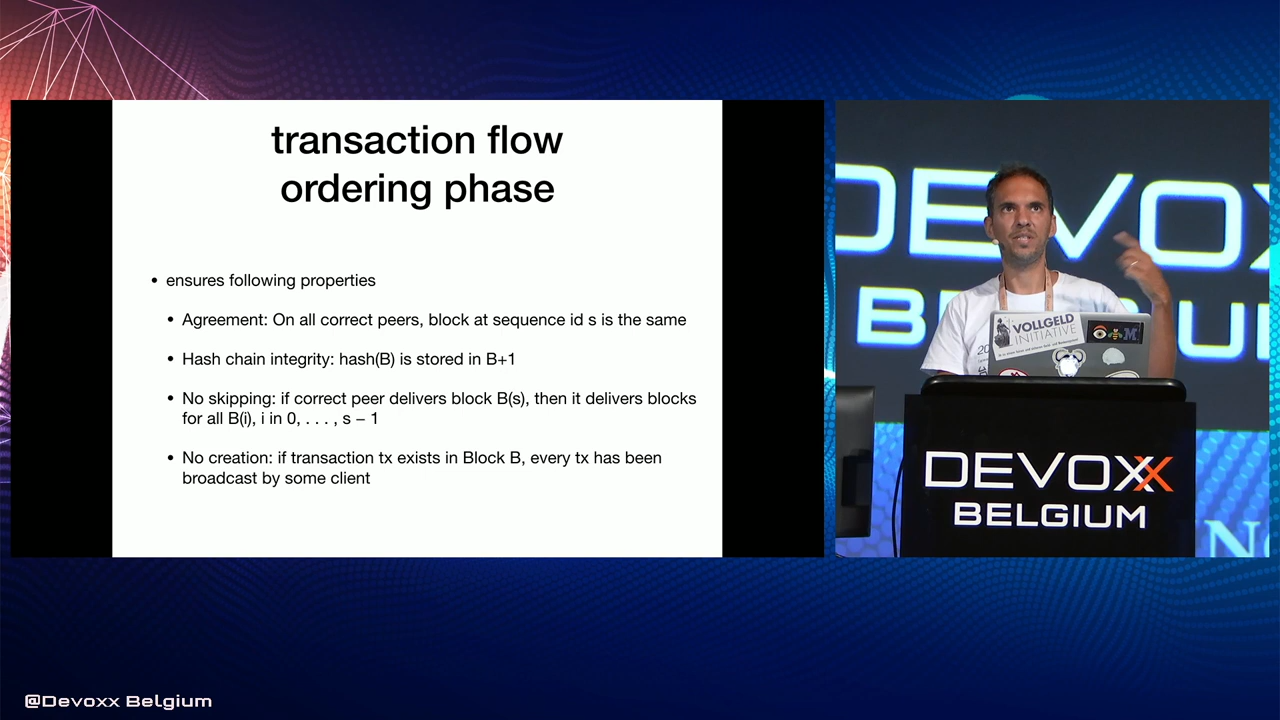 transaction flow
ordering phase
• ensures following properties
• Agreement: On all correct peers, block at sequence id s is the same
• Hash chain integrity: hash(B) is stored in B+1
• No skipping: if correct peer delivers block B(s), then it delivers blocks
for all B(i), i in 0, . . . , s − 1
• No creation: if transaction tx exists in Block B, every tx has been
broadcast by some client
DEVOX
BELGIU
VOLLGELD
INITIATIVE
DEVOXX
BELGIUM
@Devoxx Belgium